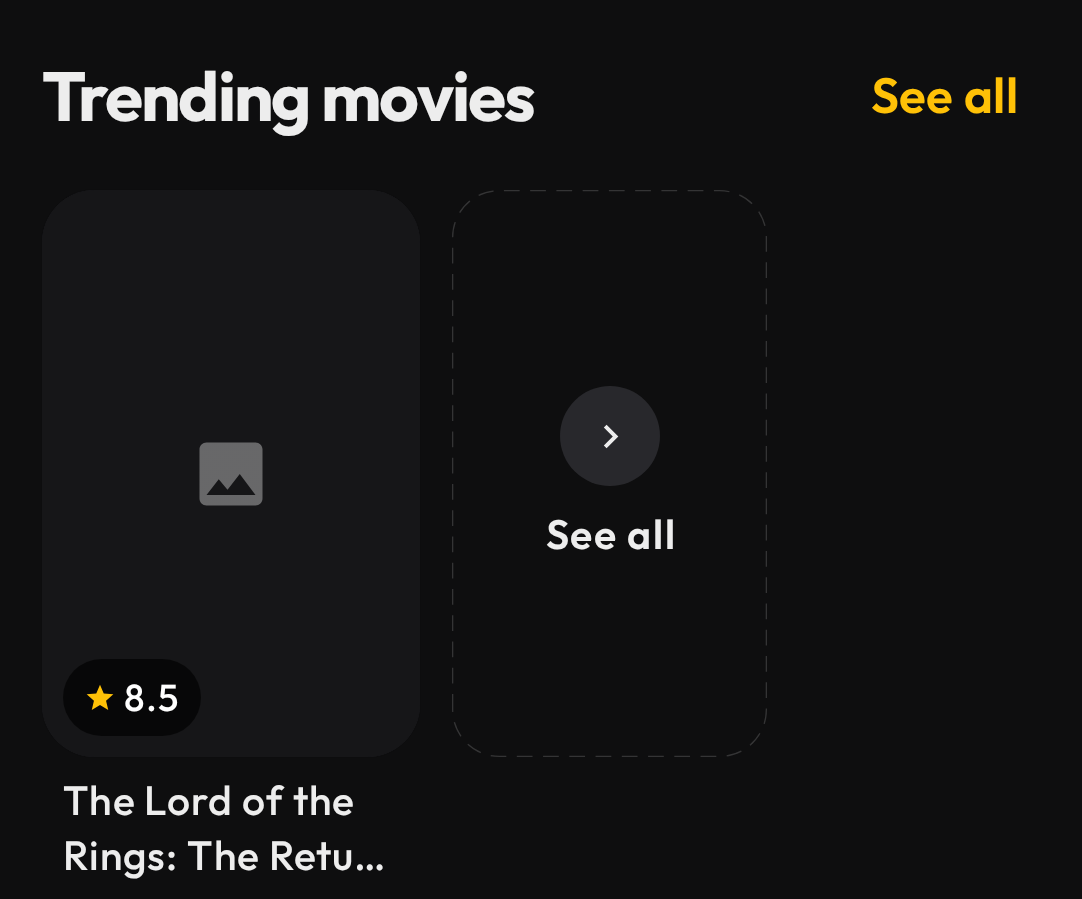 Trending movies
See all
See all
8.5
The Lord of the
Rings: The Retu...